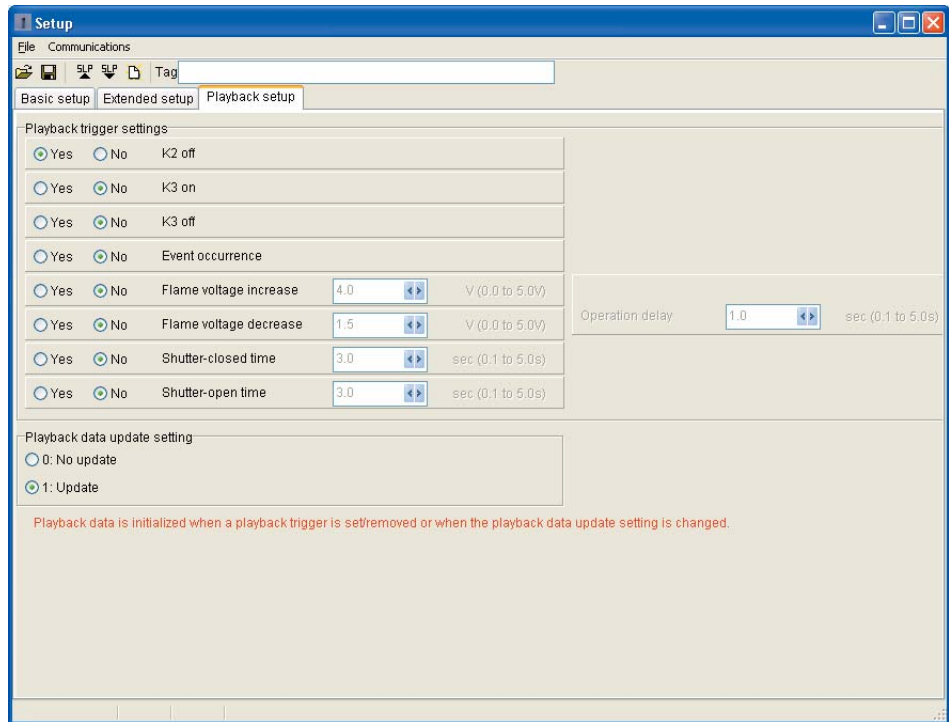 Setup
File Communications
SLP SLP Tag
Basic setup Extended setup Playback setup
Playback trigger settings
Yes No K2 off
Yes No K3 on
Yes No K3 off
Yes No Event occurrence
Yes No Flame voltage increase 4.0 V (0.0 to 5.0V)
Yes No Flame voltage decrease 1.5 V (0.0 to 5.0V)
Operation delay 1.0 sec (0.1 to 5.0s)
Yes No Shutter-closed time 3.0 sec (0.1 to 5.0s)
Yes No Shutter-open time 3.0 sec (0.1 to 5.0s)
Playback data update setting
0: No update
1: Update
Playback data is initialized when a playback trigger is set/removed or when the playback data update setting is changed.